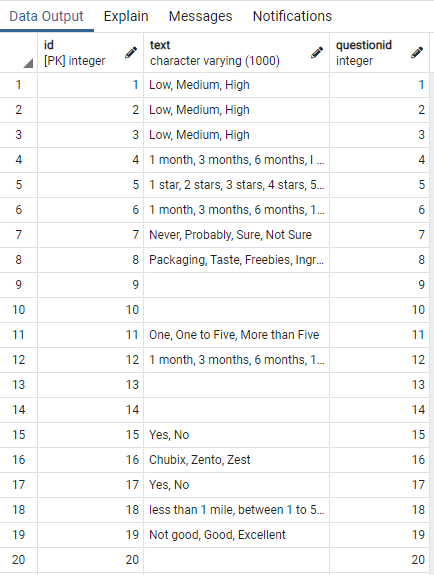 Data Output Explain Messages Notifications
id text questionid
[PK] integer character varying (1000) integer
1 1 Low, Medium, High 1
2 2 Low, Medium, High 2
3 3 Low, Medium, High 3
4 4 1 month, 3 months, 6 months, I ... 4
5 5 1 star, 2 stars, 3 stars, 4 stars, 5... 5
6 6 1 month, 3 months, 6 months, 1... 6
7 7 Never, Probably, Sure, Not Sure 7
8 8 Packaging, Taste, Freebies, Ingr... 8
9 9 9
10 10 10
11 11 One, One to Five, More than Five 11
12 12 1 month, 3 months, 6 months, 1... 12
13 13 13
14 14 14
15 15 Yes, No 15
16 16 Chubix, Zento, Zest 16
17 17 Yes, No 17
18 18 less than 1 mile, between 1 to 5... 18
19 19 Not good, Good, Excellent 19
20 20 20